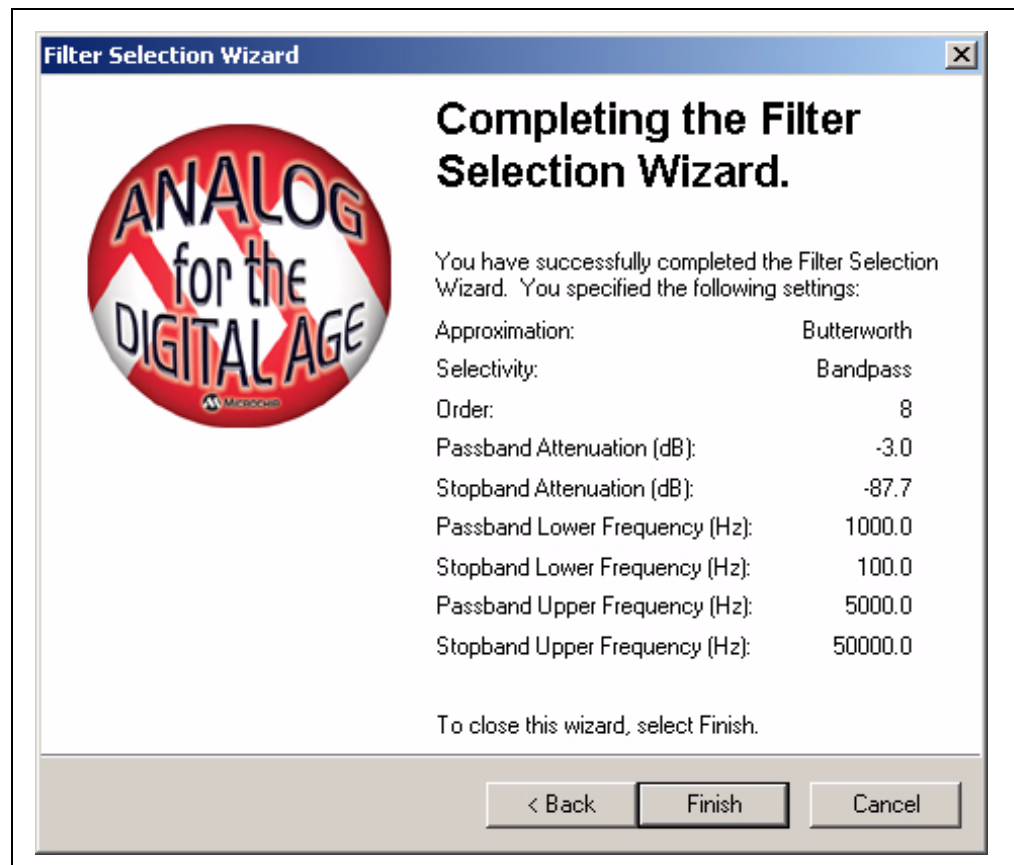 Filter Selection Wizard
ANALOG
for the
DIGITAL AGE
MICROCHIP
Completing the Filter
Selection Wizard.
You have successfully completed the Filter Selection
Wizard. You specified the following settings:
Approximation: Butterworth
Selectivity: Bandpass
Order: 8
Passband Attenuation (dB): -3.0
Stopband Attenuation (dB): -87.7
Passband Lower Frequency (Hz): 1000.0
Stopband Lower Frequency (Hz): 100.0
Passband Upper Frequency (Hz): 5000.0
Stopband Upper Frequency (Hz): 50000.0
To close this wizard, select Finish.
< Back Finish Cancel